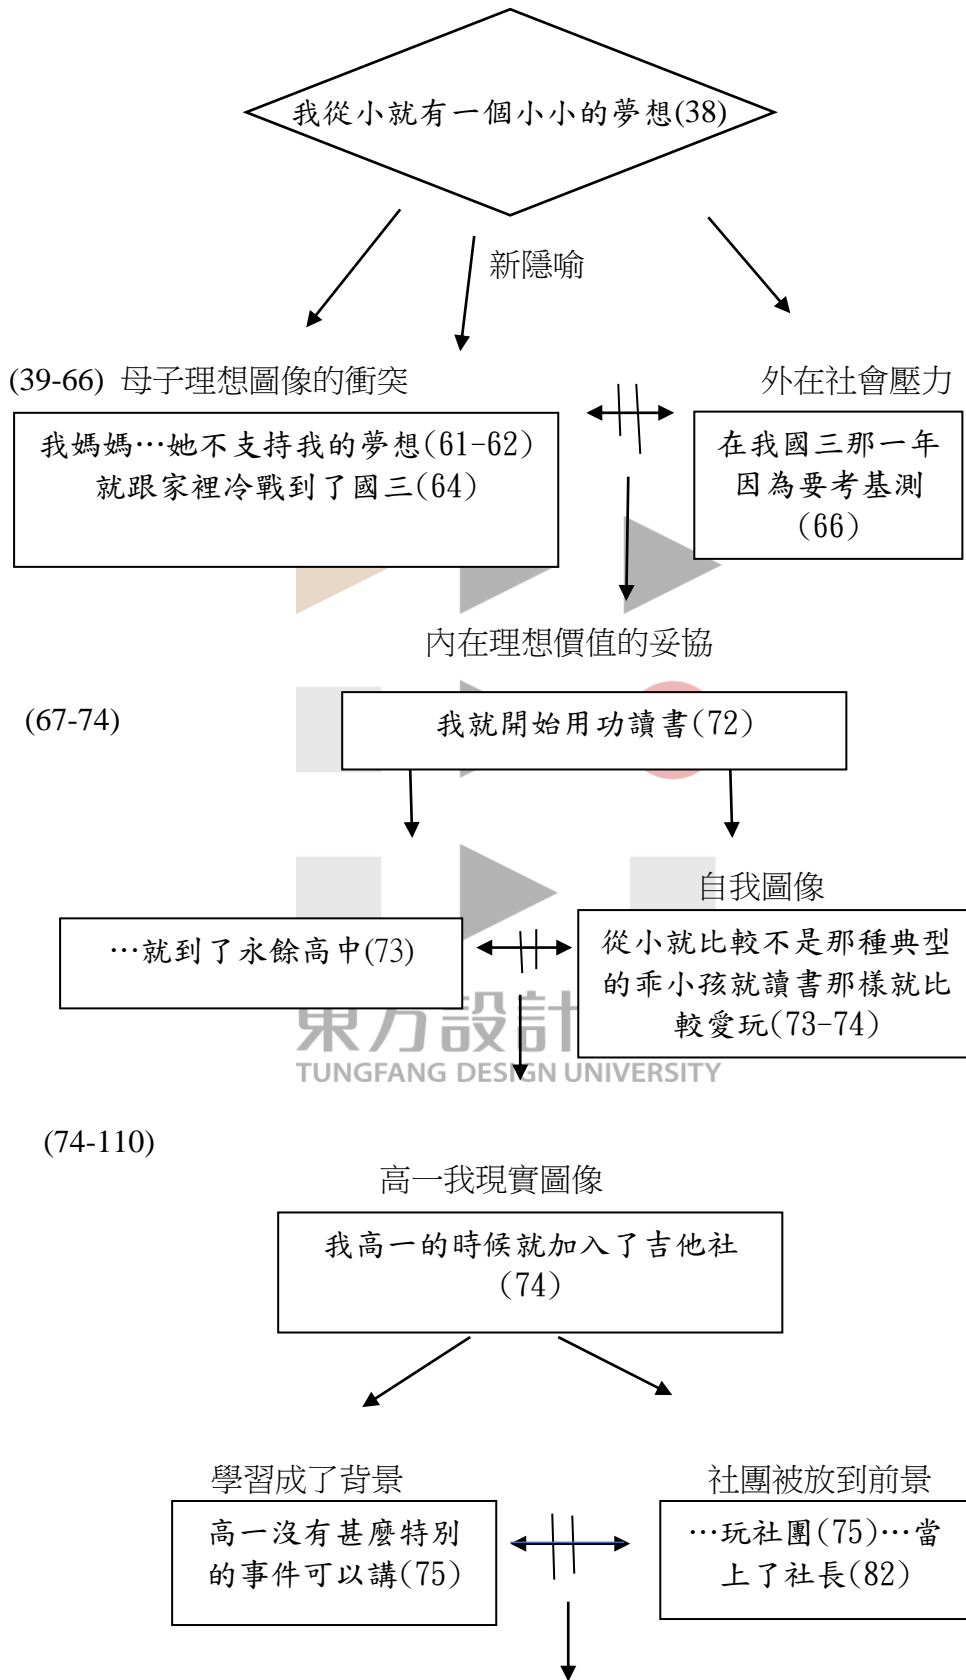 我從小就有一個小小的夢想(38)
新隱喻
(39-66) 母子理想圖像的衝突
外在社會壓力
我媽媽…她不支持我的夢想(61-62)
就跟家裡冷戰到了國三(64)
在我國三那一年
因為要考基測
(66)
內在理想價值的妥協
(67-74)
我就開始用功讀書(72)
自我圖像
…就到了永餘高中(73)
從小就比較不是那種典型
的乖小孩就讀書那樣就比
較愛玩(73-74)
東方設計
TUNGFANG DESIGN UNIVERSITY
(74-110)
高一我現實圖像
我高一的時候就加入了吉他社
(74)
學習成了背景
社團被放到前景
高一沒有甚麼特別
的事件可以講(75)
…玩社團(75)…當
上了社長(82)